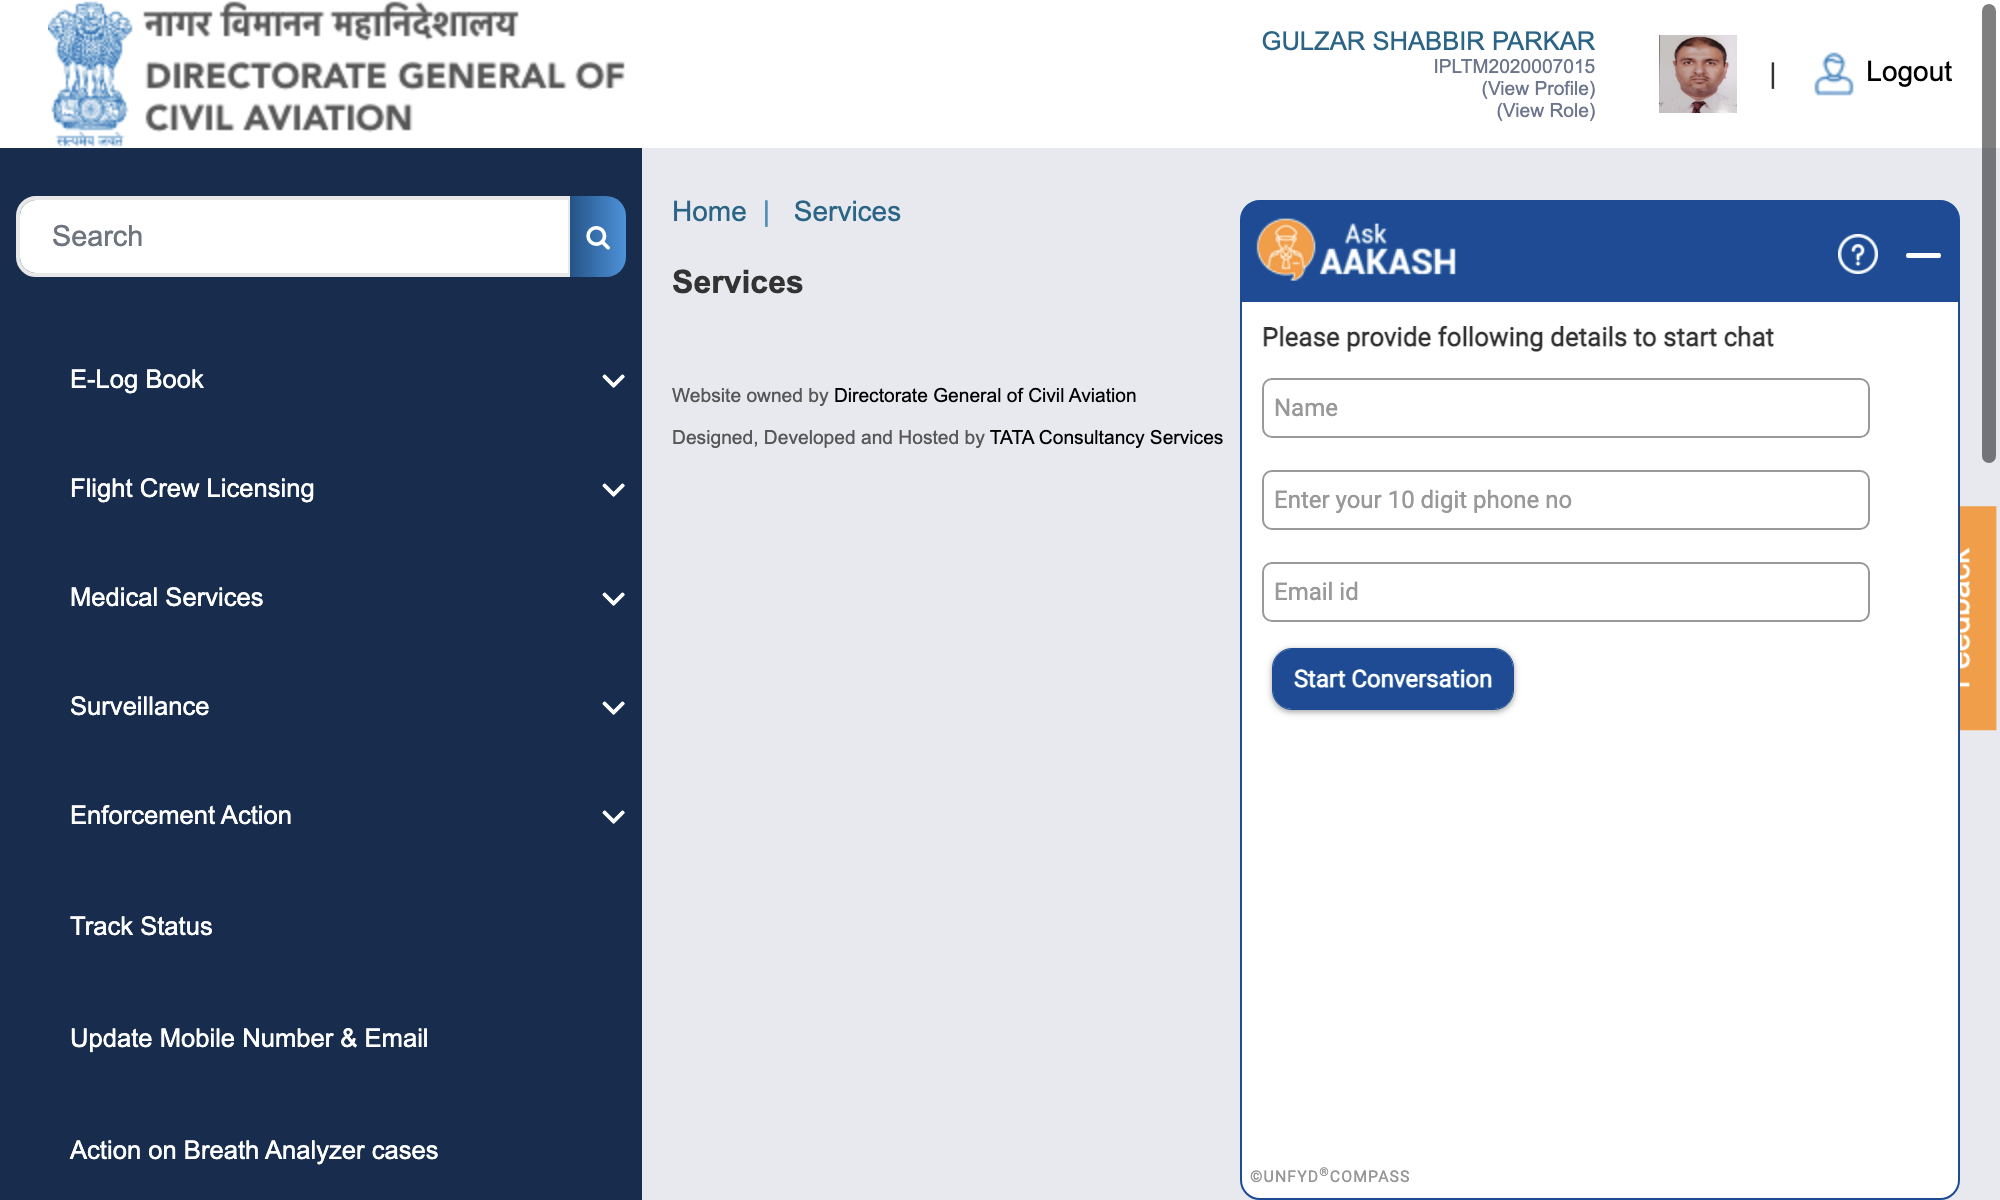 नागर विमानन महानिदेशालय
DIRECTORATE GENERAL OF
CIVIL AVIATION
सत्यमेव जयते
GULZAR SHABBIR PARKAR
IPLTM2020007015
(View Profile)
(View Role)
|
Logout
Search
E-Log Book
Flight Crew Licensing
Medical Services
Surveillance
Enforcement Action
Track Status
Update Mobile Number & Email
Action on Breath Analyzer cases
Home | Services
Services
Website owned by Directorate General of Civil Aviation
Designed, Developed and Hosted by TATA Consultancy Services
Ask
AAKASH
?
Please provide following details to start chat
Name
Enter your 10 digit phone no
Email id
Start Conversation
©UNFYD®COMPASS
Feedback